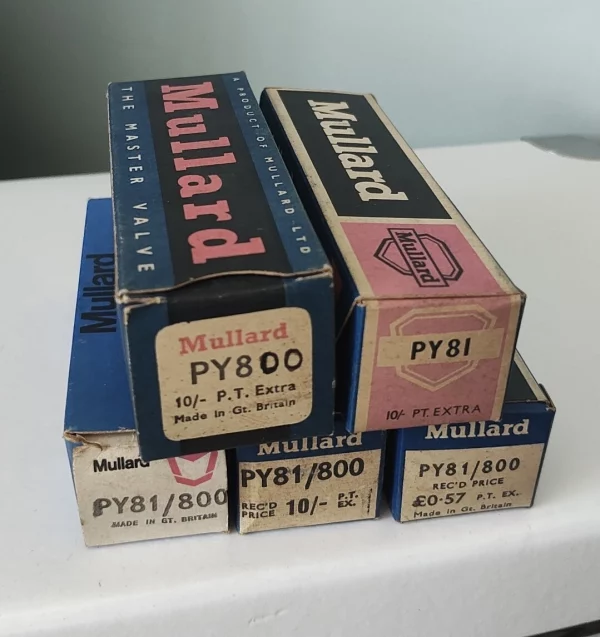 A PRODUCT OF MULLARD LTD
Mullard
THE MASTER VALVE
Mullard
PY800
10/- P.T. Extra
Made in Gt. Britain
Mullard
Mullard
PY81
10/- P.T. EXTRA
Mullard
Mullard
PY81/800
MADE IN GT. BRITAIN
Mullard
PY81/800
REC'D PRICE 10/- P.T. EX.
Mullard
PY81/800
REC'D PRICE
£0·57 P.T. EX.
Made in Gt. Britain